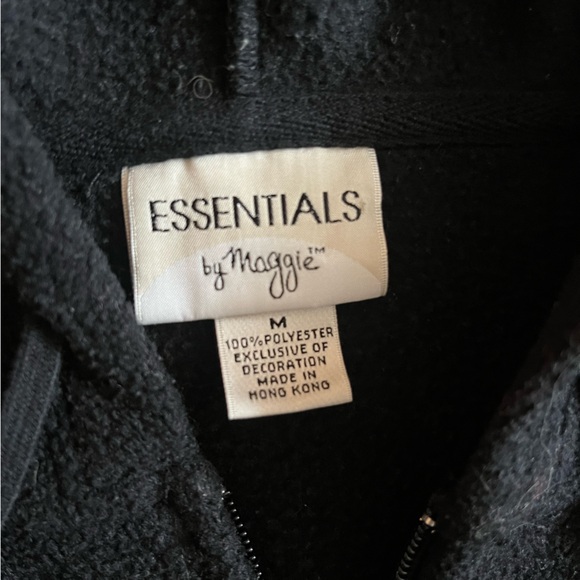 ESSENTIALS
by Maggie™
M
100% POLYESTER
EXCLUSIVE OF
DECORATION
MADE IN
HONG KONG